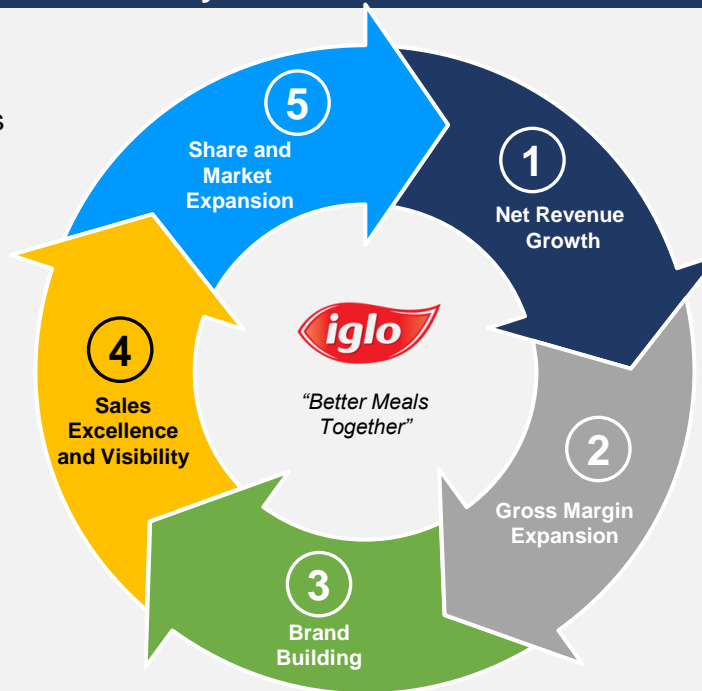 5
Share and
Market
Expansion
1
Net Revenue
Growth
iglo
“Better Meals
Together”
4
Sales
Excellence
and Visibility
2
Gross Margin
Expansion
3
Brand
Building